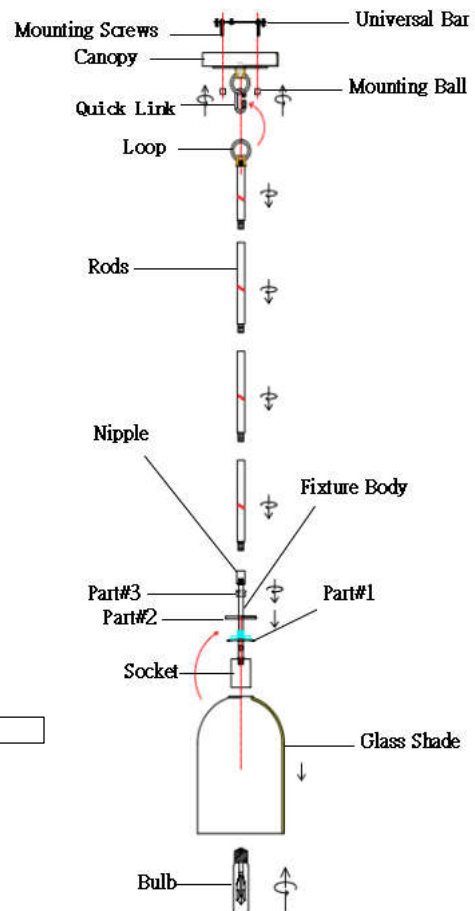 Universal Bar
Mounting Screws
Canopy
Mounting Ball
Quick Link
Loop
Rods
Nipple
Fixture Body
Part#3
Part#1
Part#2
Socket
Glass Shade
Bulb